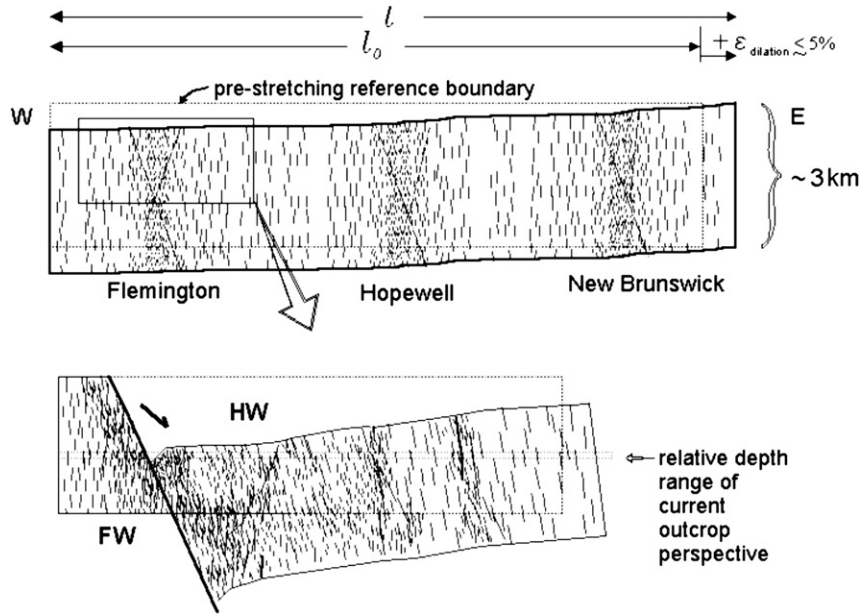 l
l₀
+ ε dilation ≲ 5%
pre-stretching reference boundary
W
E
~3km
Flemington
Hopewell
New Brunswick
HW
FW
relative depth
range of
current
outcrop
perspective